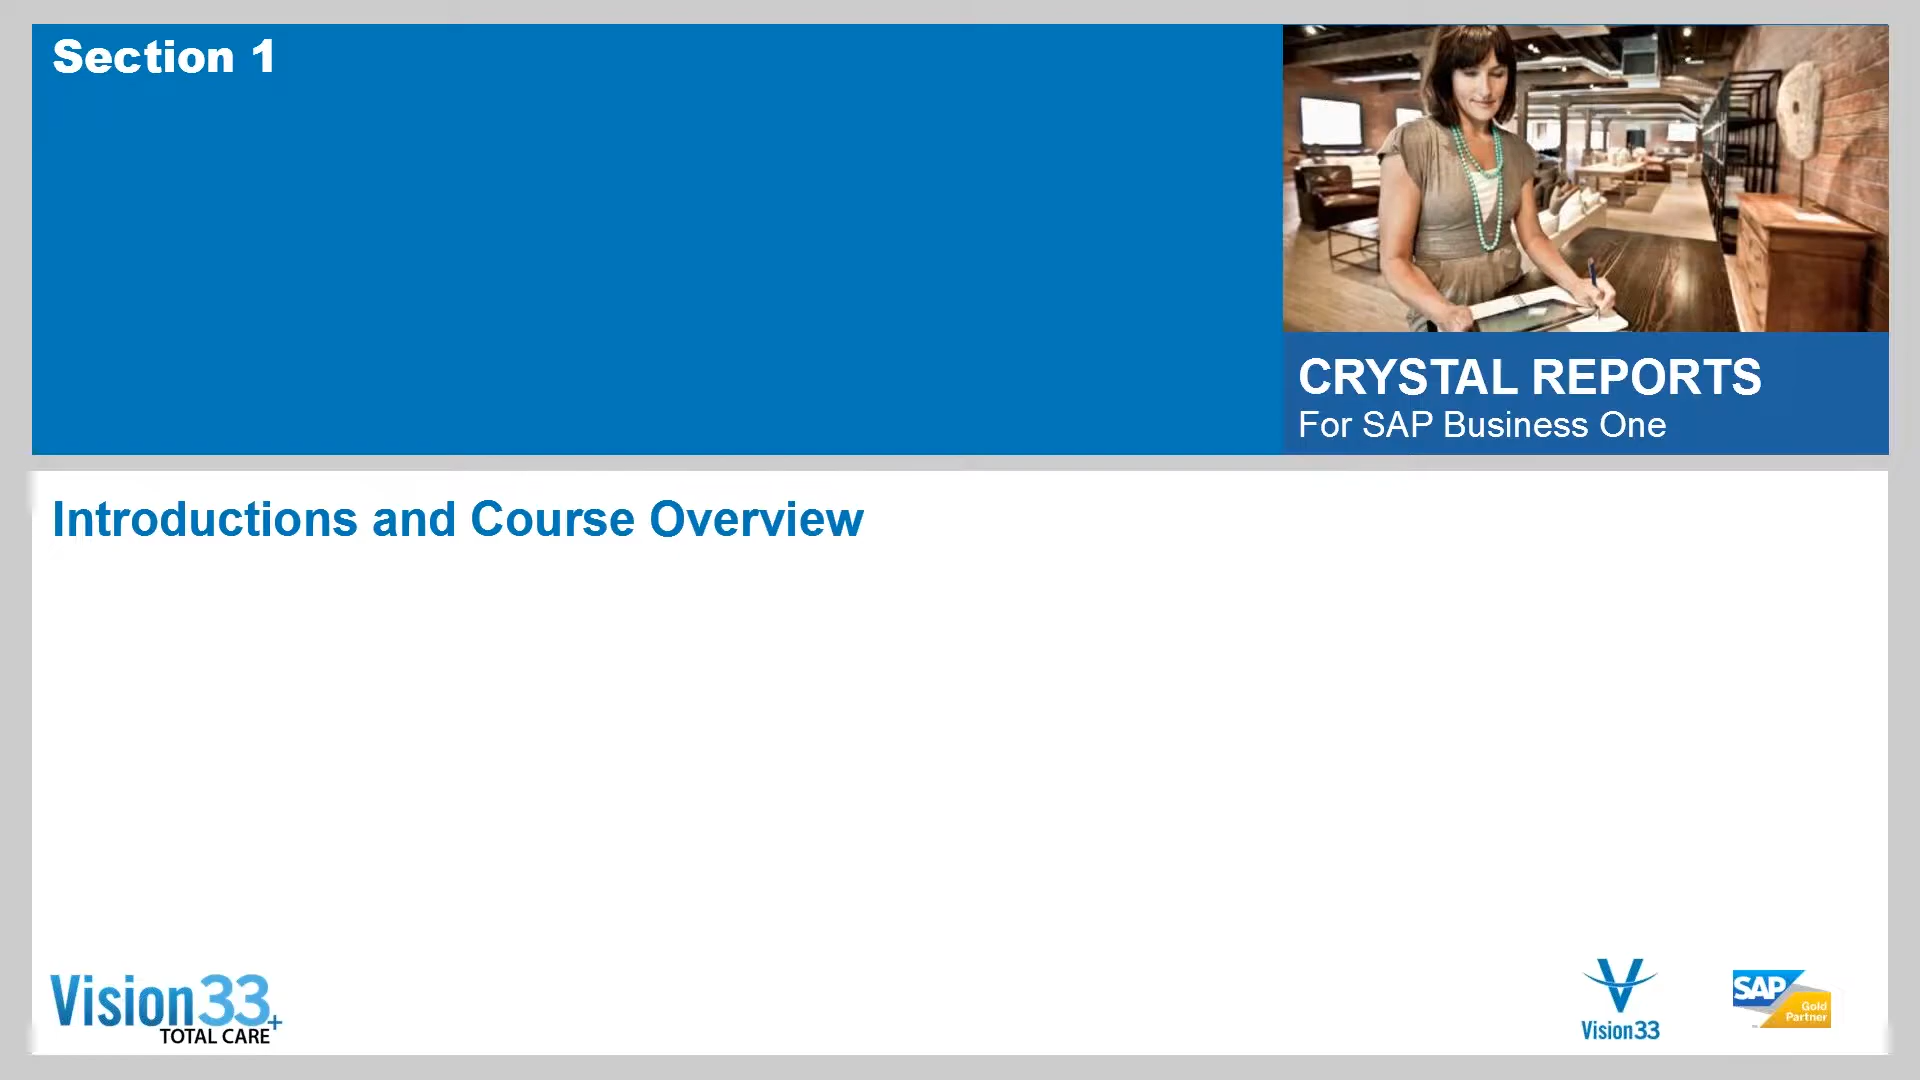 Section 1
CRYSTAL REPORTS
For SAP Business One
Introductions and Course Overview
Vision33+
TOTAL CARE
Vision33
SAP
Gold
Partner